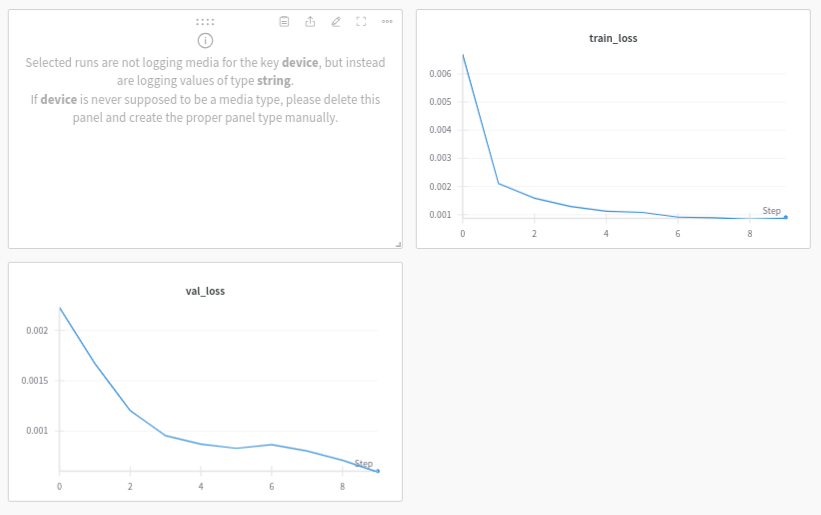 Selected runs are not logging media for the key device, but instead
are logging values of type string.
If device is never supposed to be a media type, please delete this
panel and create the proper panel type manually.
train_loss
0.006
0.005
0.004
0.003
0.002
0.001
Step
0 2 4 6 8
val_loss
0.002
0.0015
0.001
Step
0 2 4 6 8